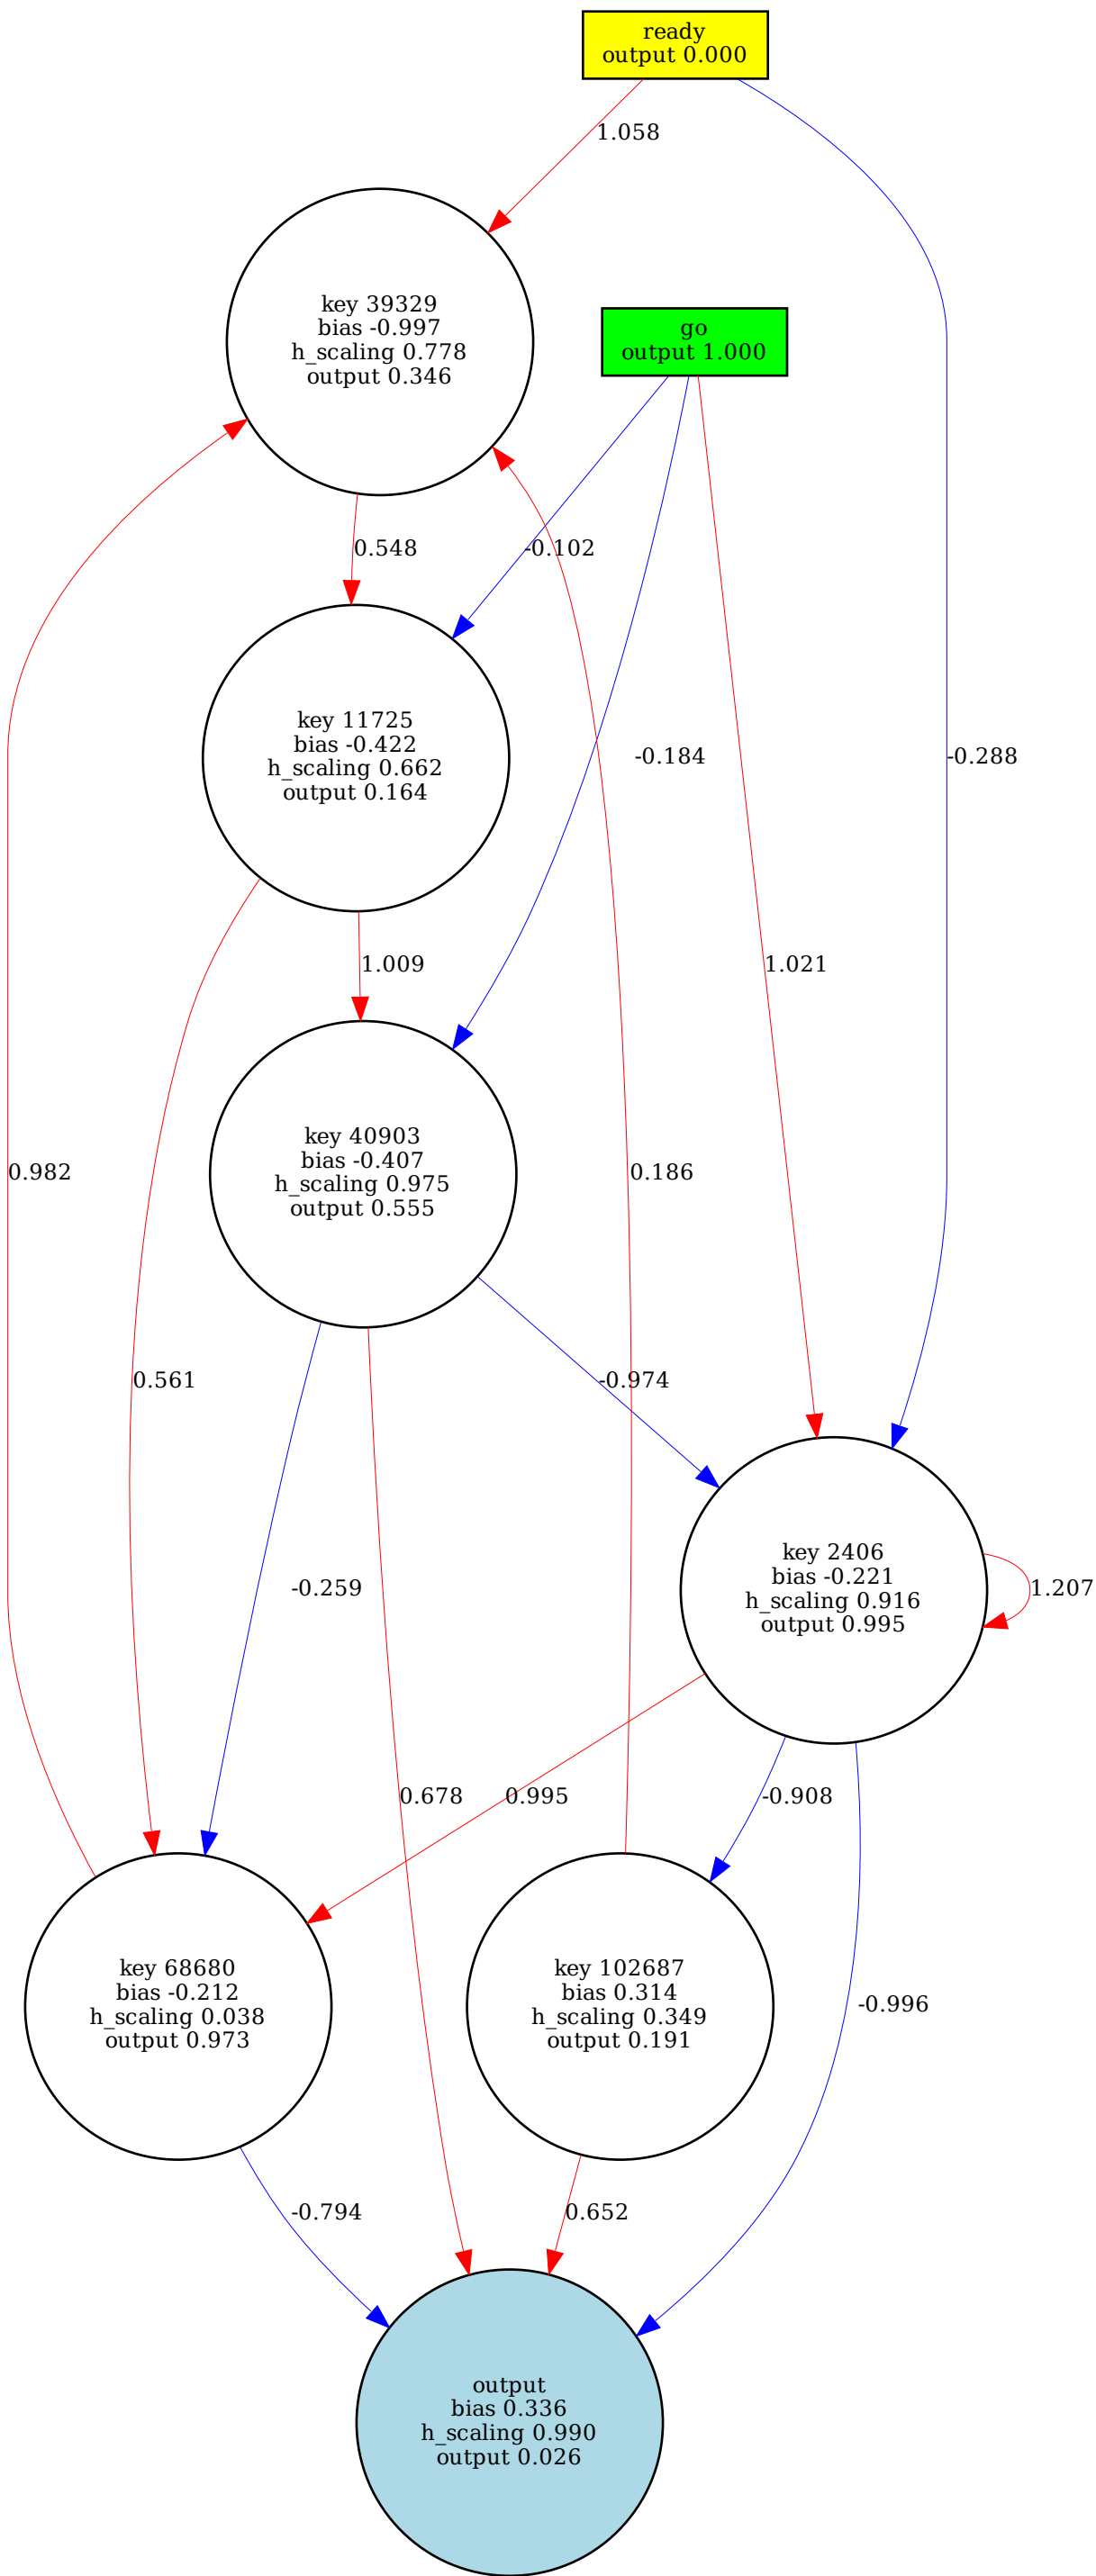 ready
output 0.000
1.058
key 39329
bias -0.997
h_scaling 0.778
output 0.346
go
output 1.000
0.548
-0.102
key 11725
bias -0.422
h_scaling 0.662
output 0.164
-0.184
-0.288
1.009
1.021
key 40903
bias -0.407
h_scaling 0.975
output 0.555
0.982
0.186
0.561
-0.974
key 2406
bias -0.221
h_scaling 0.916
output 0.995
-0.259
1.207
0.678
0.995
-0.908
key 68680
bias -0.212
h_scaling 0.038
output 0.973
key 102687
bias 0.314
h_scaling 0.349
output 0.191
-0.996
-0.794
0.652
output
bias 0.336
h_scaling 0.990
output 0.026